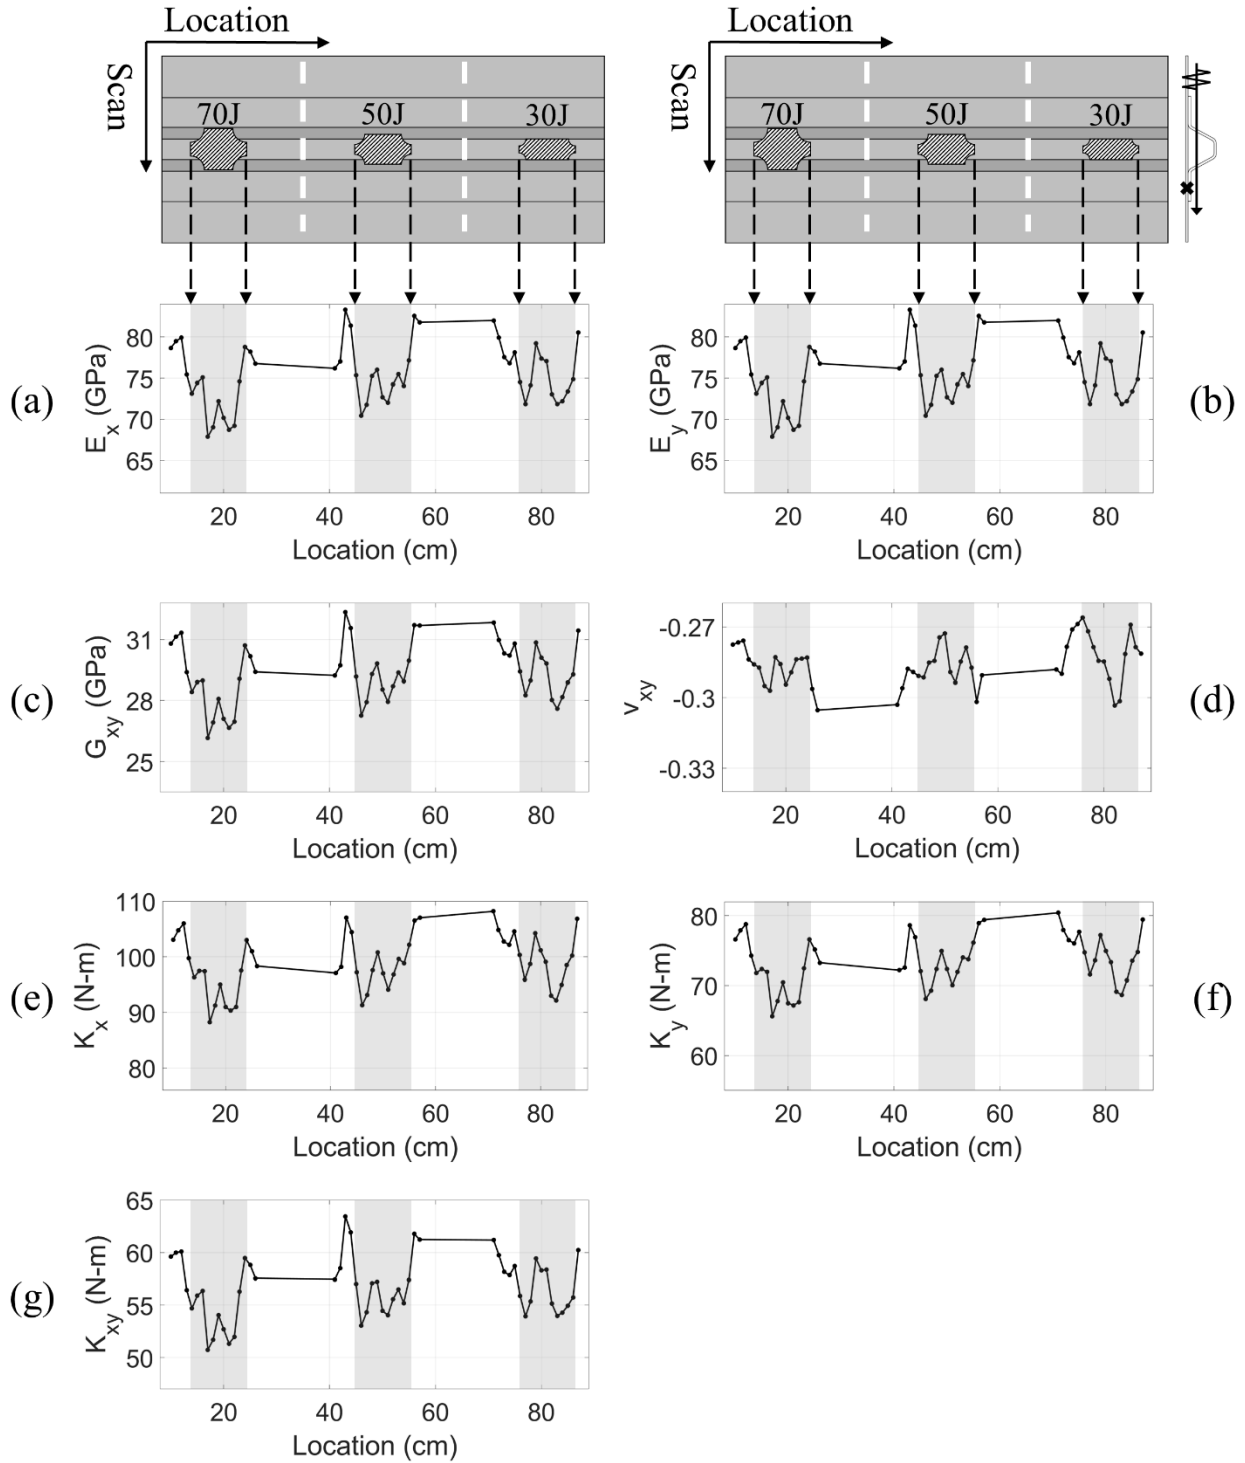 Location
Scan
70J
50J
30J
Location
Scan
70J
50J
30J
(a)
E_x (GPa)
80
75
70
65
20 40 60 80
Location (cm)
E_y (GPa)
80
75
70
65
20 40 60 80
Location (cm)
(b)
(c)
G_xy (GPa)
31
28
25
20 40 60 80
Location (cm)
v_xy
-0.27
-0.3
-0.33
20 40 60 80
Location (cm)
(d)
(e)
K_x (N-m)
110
100
90
80
20 40 60 80
Location (cm)
K_y (N-m)
80
70
60
20 40 60 80
Location (cm)
(f)
(g)
K_xy (N-m)
65
60
55
50
20 40 60 80
Location (cm)